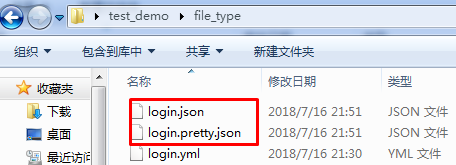 test_demo ▸ file_type
组织 包含到库中 共享 新建文件夹
收藏夹 名称 修改日期 类型
下载 login.json 2018/7/16 21:51 JSON 文件
桌面 login.pretty.json 2018/7/16 21:51 JSON 文件
最近访问 login.yml 2018/7/16 21:30 YML 文件